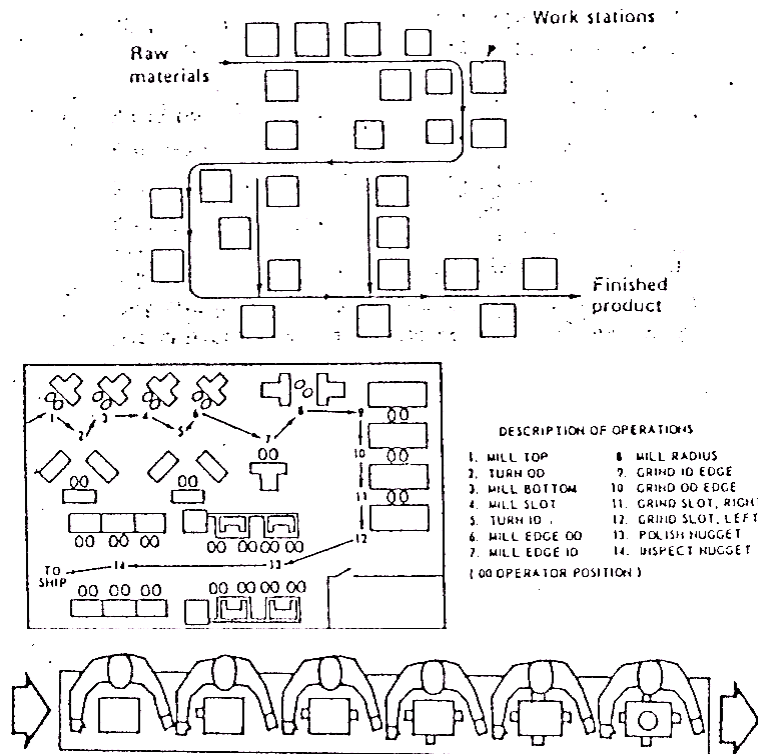 Work stations
Raw
materials
Finished
product
1
2
3
4
5
6
7
8
9
10
11
12
13
14
TO
SHIP
DESCRIPTION OF OPERATIONS
1. MILL TOP
2. TURN OD
3. MILL BOTTOM
4. MILL SLOT
5. TURN ID
6. MILL EDGE OD
7. MILL EDGE ID
8 MILL RADIUS
9. GRIND ID EDGE
10 GRIND OD EDGE
11. GRIND SLOT, RIGHT
12. GRIND SLOT, LEFT
13. POLISH NUGGET
14. INSPECT NUGGET
( 00 OPERATOR POSITION )